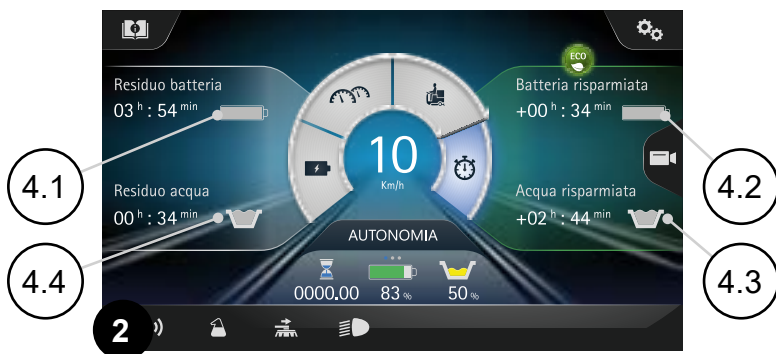 ECO
Residuo batteria
03 h : 54 min
Batteria risparmiata
+00 h : 34 min
10
Km/h
4.1
4.2
Residuo acqua
00 h : 34 min
Acqua risparmiata
+02 h : 44 min
4.4
4.3
AUTONOMIA
0000.00 83 % 50 %
2